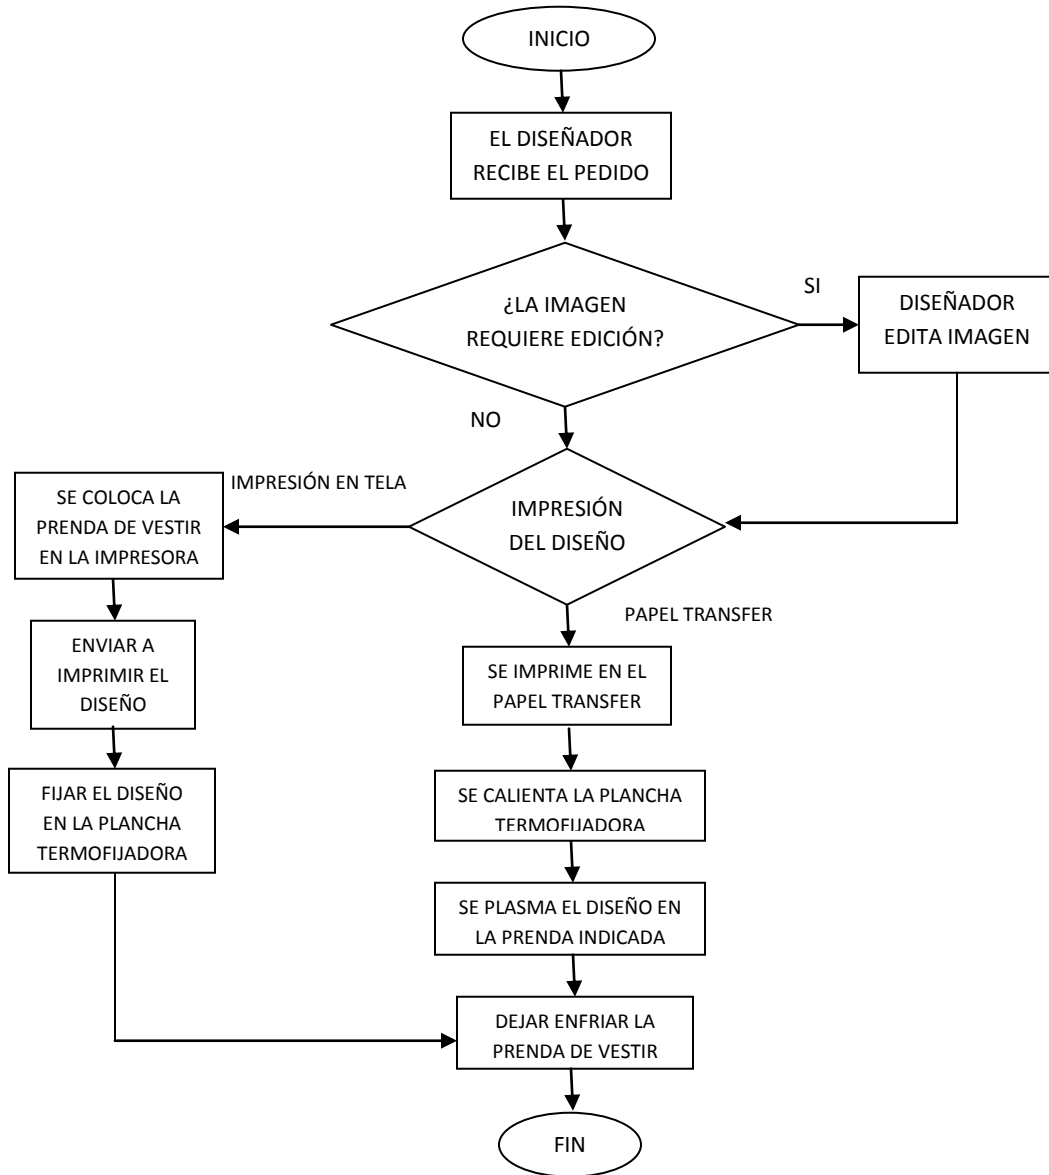 INICIO
EL DISEÑADOR
RECIBE EL PEDIDO
¿LA IMAGEN
REQUIERE EDICIÓN?
SI
DISEÑADOR
EDITA IMAGEN
NO
IMPRESIÓN
DEL DISEÑO
IMPRESIÓN EN TELA
SE COLOCA LA
PRENDA DE VESTIR
EN LA IMPRESORA
ENVIAR A
IMPRIMIR EL
DISEÑO
FIJAR EL DISEÑO
EN LA PLANCHA
TERMOFIJADORA
PAPEL TRANSFER
SE IMPRIME EN EL
PAPEL TRANSFER
SE CALIENTA LA PLANCHA
TERMOFIJADORA
SE PLASMA EL DISEÑO EN
LA PRENDA INDICADA
DEJAR ENFRIAR LA
PRENDA DE VESTIR
FIN